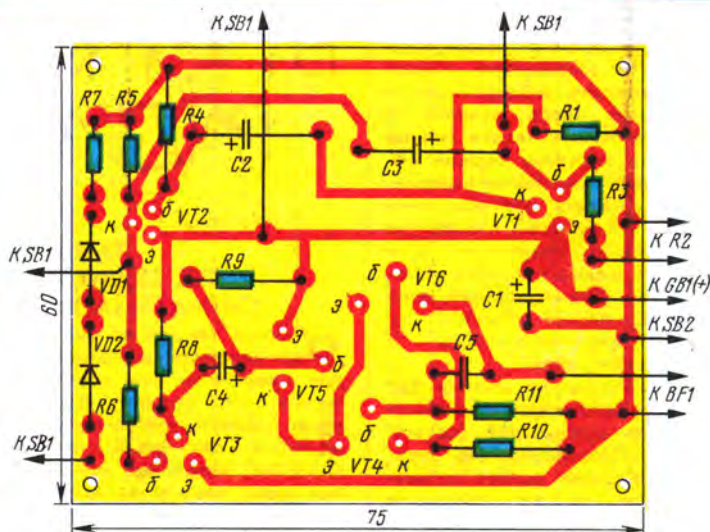 К SB1
К SB1
R7
R5
R4
C2
C3
R1
б
R3
к
б
VT2
э
к
VT1
э
К R2
К SB1
R9
б
VT6
C1
К GB1(+)
60
VD1
э
к
э
К SB2
VD2
R8
б
C5
C4
к
VT5
К BF1
R6
R11
б
R10
К SB1
VT3
э
VT4
к
б
э
75